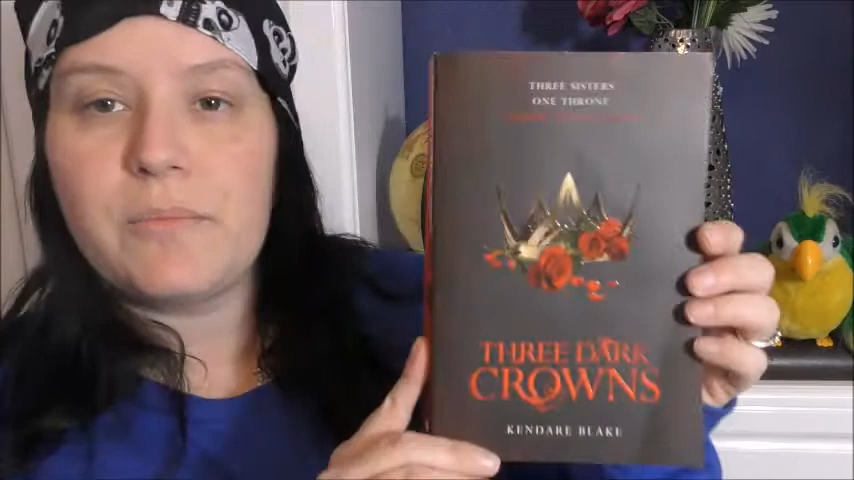 THREE SISTERS
ONE THRONE
THREE DARK
CROWNS
KENDARE BLAKE